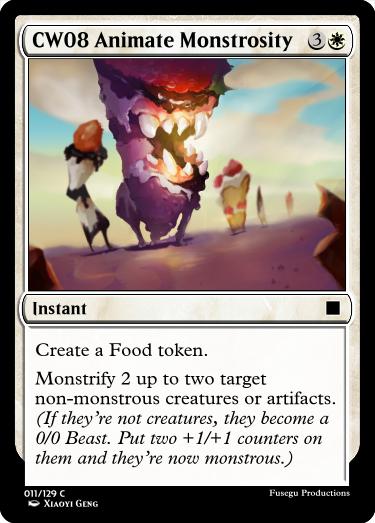 CW08 Animate Monstrosity 3
Instant
Create a Food token.
Monstrify 2 up to two target
non-monstrous creatures or artifacts.
(If they're not creatures, they become a
0/0 Beast. Put two +1/+1 counters on
them and they're now monstrous.)
011/129 C
Xiaoyi Geng
Fusegu Productions